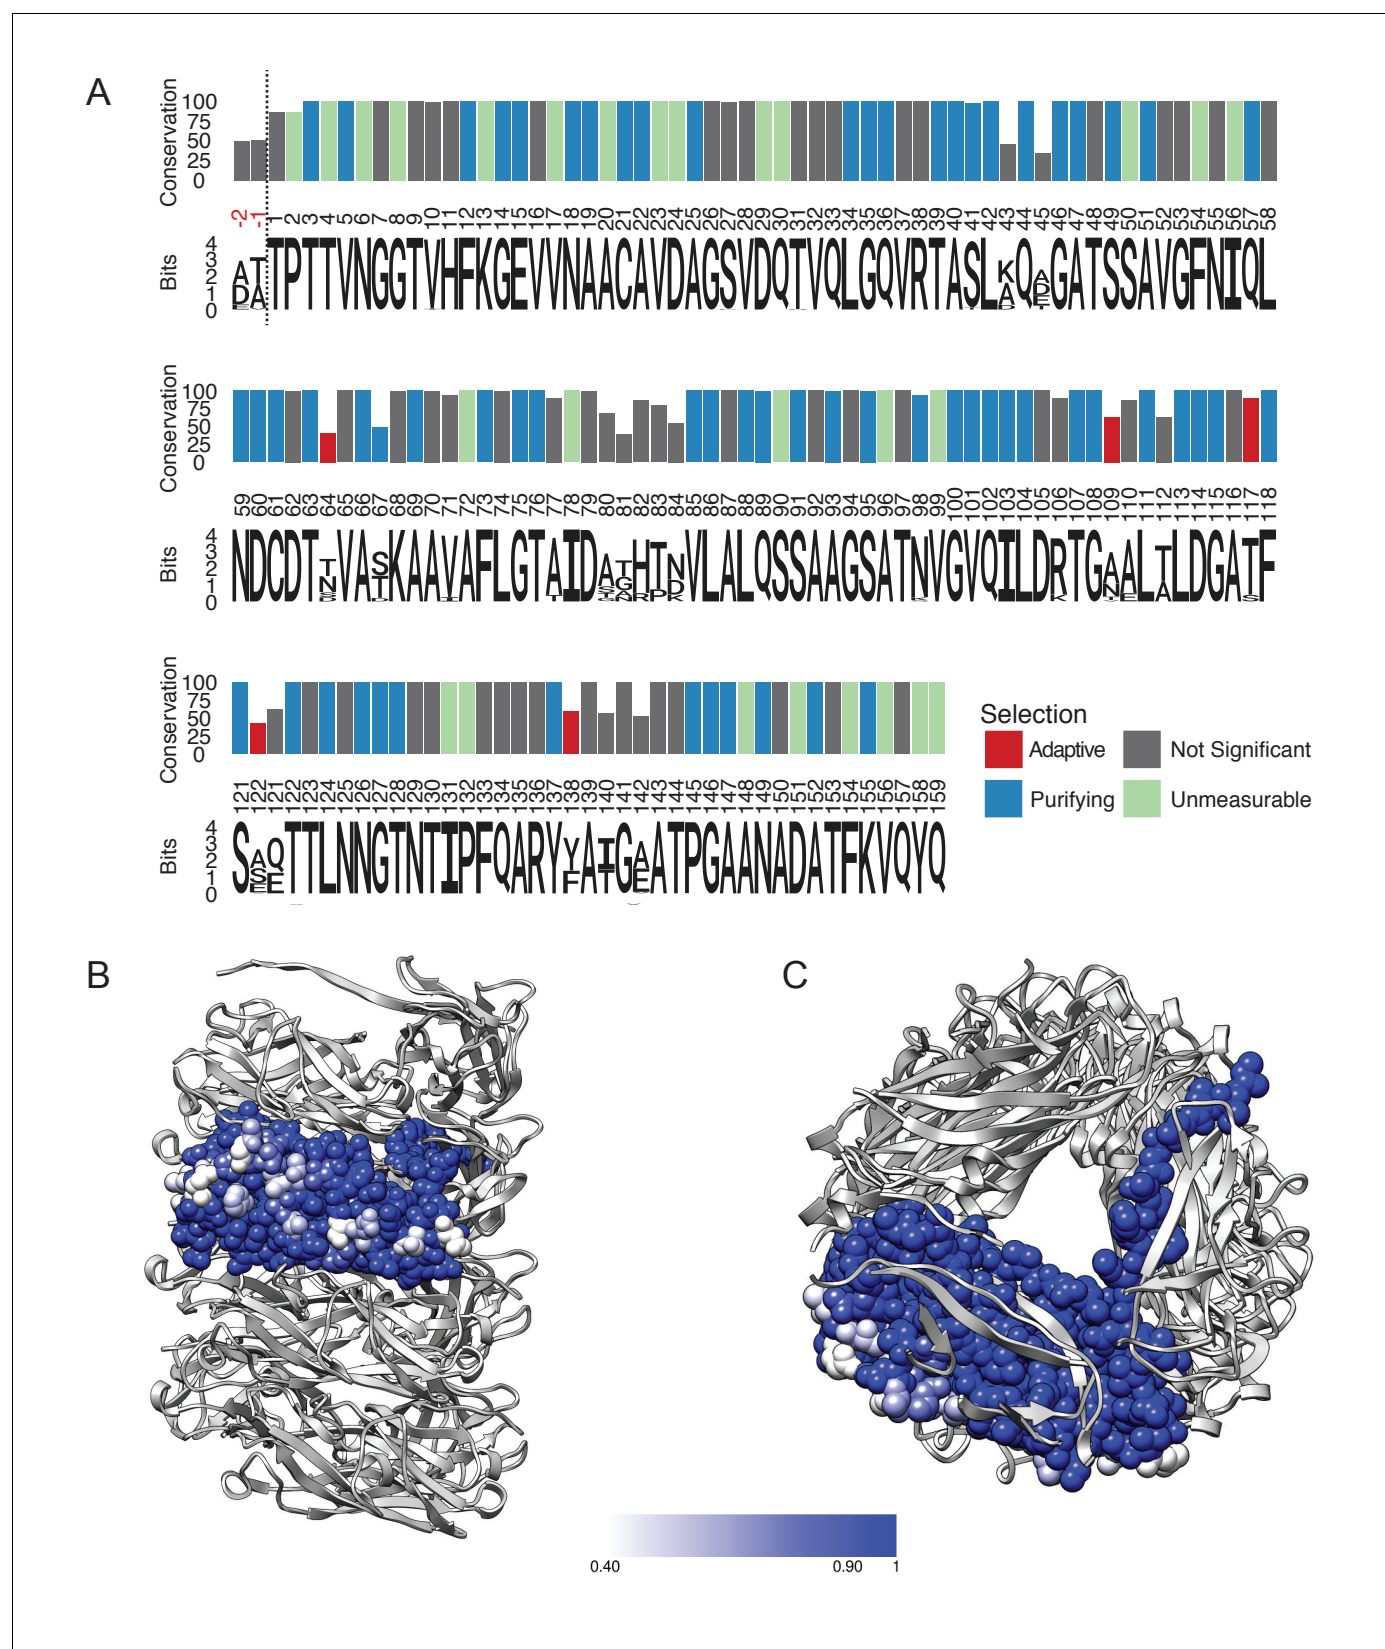 A
Conservation
100
75
50
25
0
-2 -1 1 2 3 4 5 6 7 8 9 10 11 12 13 14 15 16 17 18 19 20 21 22 23 24 25 26 27 28 29 30 31 32 33 34 35 36 37 38 39 40 41 42 43 44 45 46 47 48 49 50 51 52 53 54 55 56 57 58
Bits
4
3
2
1
0
ATTPTTVNGGTVHFKGEVVNAACAVDAGSVDQTVQLGQVRTASLKQAGATSSAVGFNIQL
DA A D
E
Conservation
100
75
50
25
0
59 60 61 62 63 64 65 66 67 68 69 70 71 72 73 74 75 76 77 78 79 80 81 82 83 84 85 86 87 88 89 90 91 92 93 94 95 96 97 98 99 100 101 102 103 104 105 106 107 108 109 110 111 112 113 114 115 116 117 118
Bits
4
3
2
1
0
NDCDTTVASKAAVAFLGTAIDATHTNVLALQSSAAGSATNVGVQILDRTGAALTLDGATF
N T S G R P D K N E A S
Conservation
100
75
50
25
0
121 122 121 122 123 124 125 126 127 128 129 130 131 132 133 134 135 136 137 138 139 140 141 142 143 144 145 146 147 148 149 150 151 152 153 154 155 156 157 158 159
Bits
4
3
2
1
0
SAQTTLNNGTNTIPFQARYYAIGAATPGAANADATFKVQYQ
S E F T E
E
Selection
Adaptive
Not Significant
Purifying
Unmeasurable
B
C
0.40
0.90
1